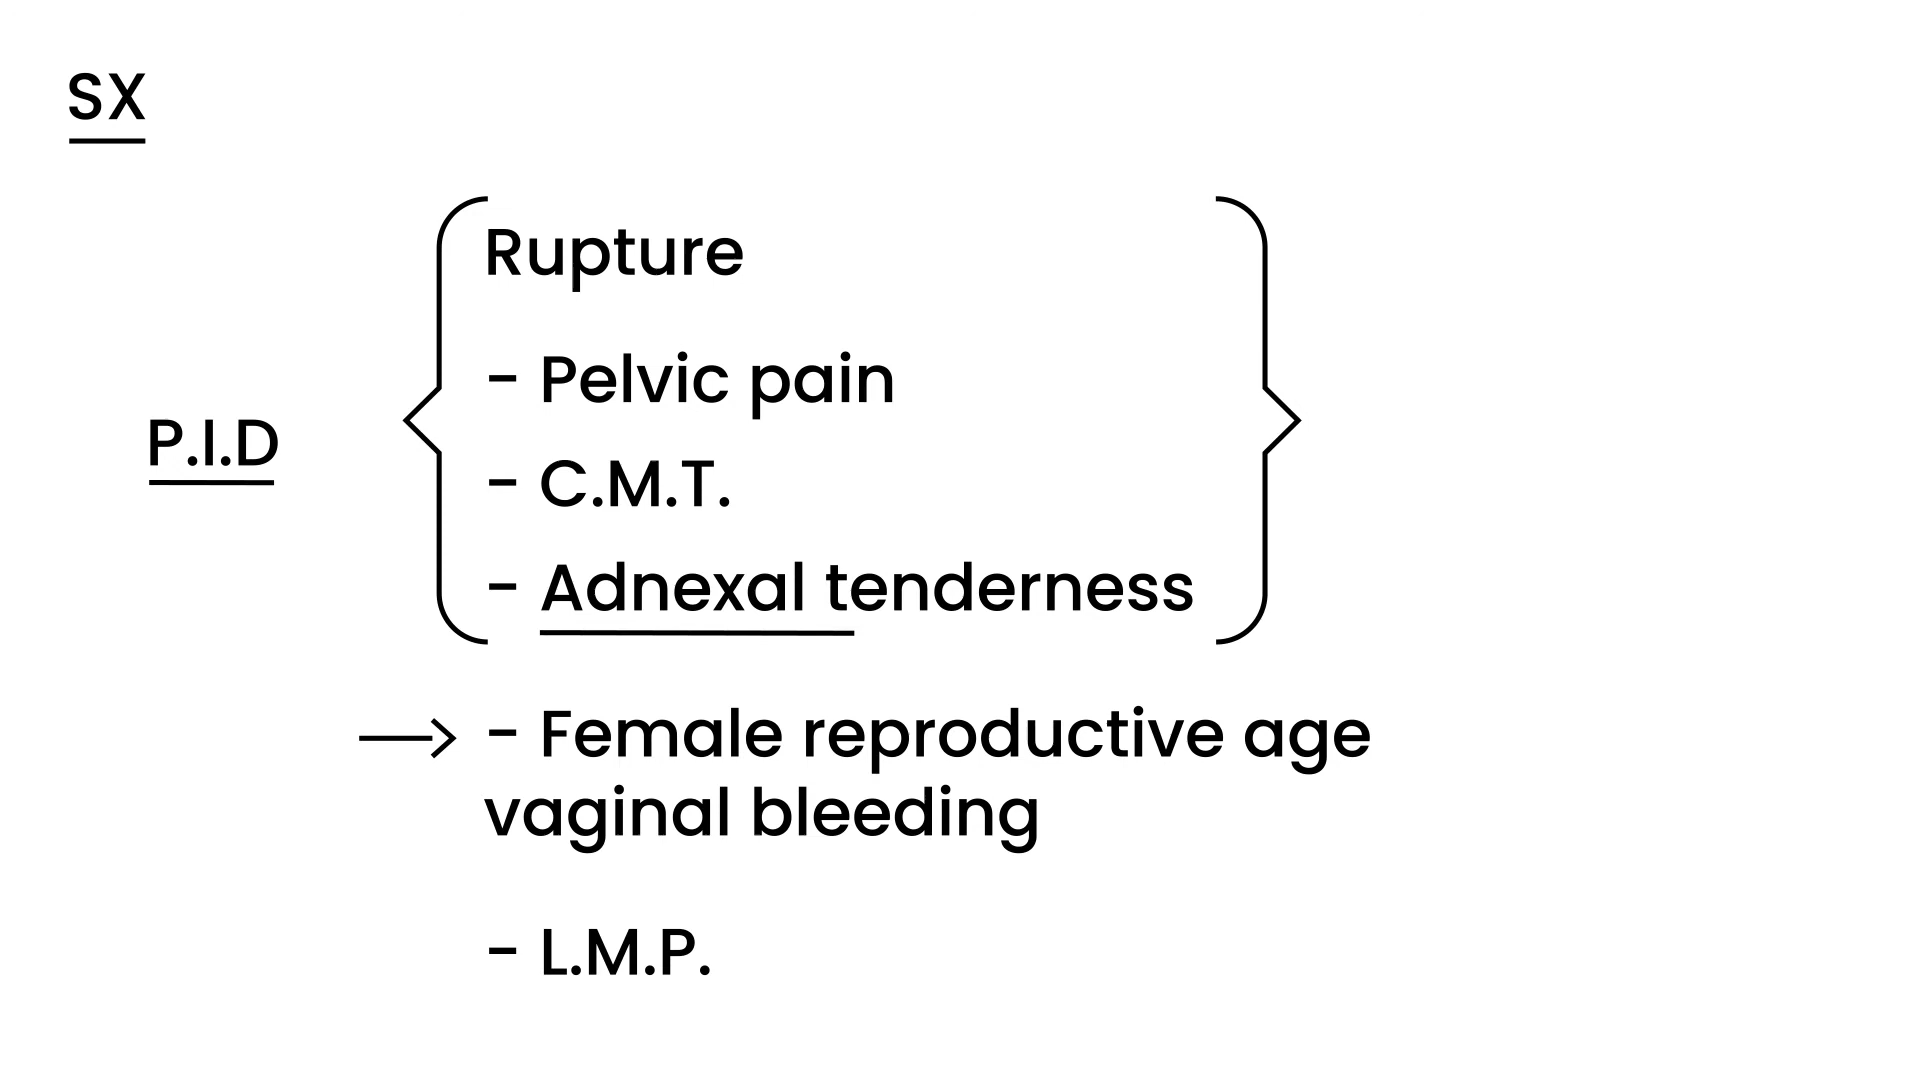 SX
Rupture
- Pelvic pain
P.I.D
- C.M.T.
- Adnexal tenderness
- Female reproductive age
vaginal bleeding
- L.M.P.